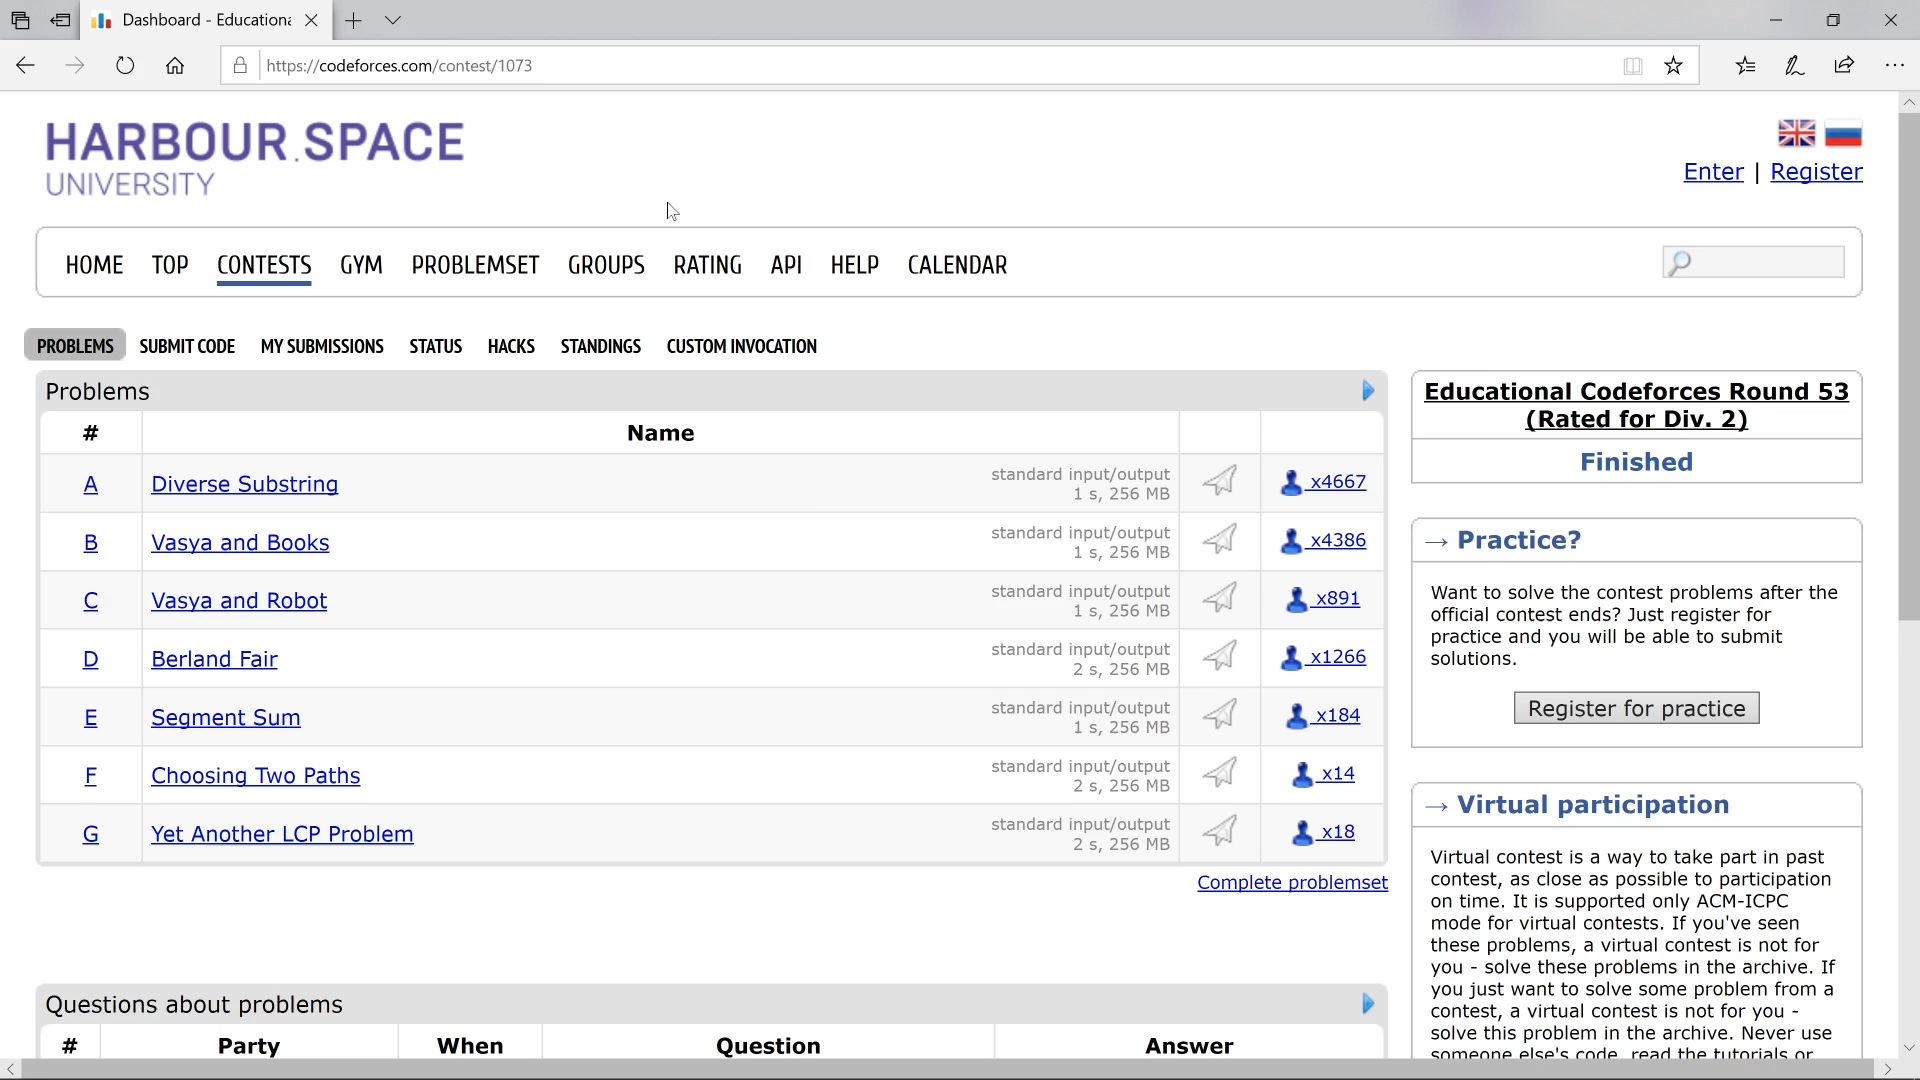 Dashboard - Educationa
https://codeforces.com/contest/1073
HARBOUR.SPACE
UNIVERSITY
Enter | Register
HOME TOP CONTESTS GYM PROBLEMSET GROUPS RATING API HELP CALENDAR
PROBLEMS SUBMIT CODE MY SUBMISSIONS STATUS HACKS STANDINGS CUSTOM INVOCATION
Problems
# Name
A Diverse Substring standard input/output x4667
1 s, 256 MB
B Vasya and Books standard input/output x4386
1 s, 256 MB
C Vasya and Robot standard input/output x891
1 s, 256 MB
D Berland Fair standard input/output x1266
2 s, 256 MB
E Segment Sum standard input/output x184
1 s, 256 MB
F Choosing Two Paths standard input/output x14
2 s, 256 MB
G Yet Another LCP Problem standard input/output x18
2 s, 256 MB
Complete problemset
Questions about problems
# Party When Question Answer
Educational Codeforces Round 53
(Rated for Div. 2)
Finished
→ Practice?
Want to solve the contest problems after the
official contest ends? Just register for
practice and you will be able to submit
solutions.
Register for practice
→ Virtual participation
Virtual contest is a way to take part in past
contest, as close as possible to participation
on time. It is supported only ACM-ICPC
mode for virtual contests. If you've seen
these problems, a virtual contest is not for
you - solve these problems in the archive. If
you just want to solve some problem from a
contest, a virtual contest is not for you -
solve this problem in the archive. Never use
someone else's code, read the tutorials or